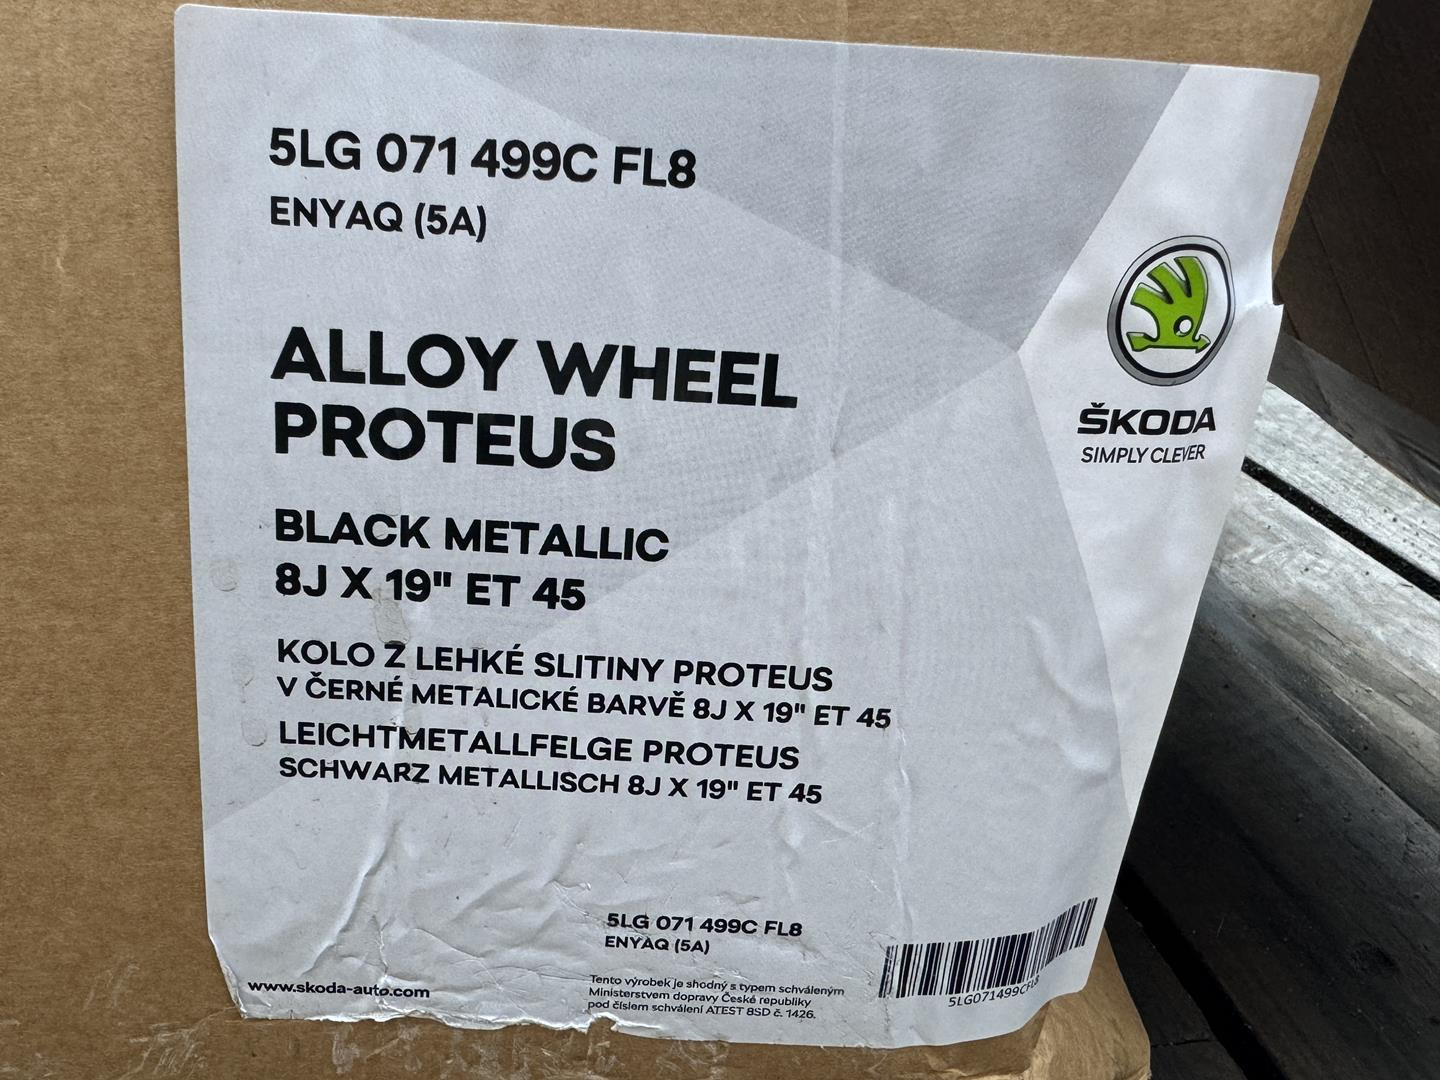 5LG 071 499C FL8
ENYAQ (5A)
ALLOY WHEEL
PROTEUS
BLACK METALLIC
8J X 19" ET 45
KOLO Z LEHKÉ SLITINY PROTEUS
V ČERNÉ METALICKÉ BARVĚ 8J X 19" ET 45
LEICHTMETALLFELGE PROTEUS
SCHWARZ METALLISCH 8J X 19" ET 45
ŠKODA
SIMPLY CLEVER
5LG 071 499C FL8
ENYAQ (5A)
www.skoda-auto.com
Tento výrobek je shodný s typem schváleným
Ministerstvem dopravy České republiky
pod číslem schválení ATEST 8SD č. 1426.
5LG071499CFL8